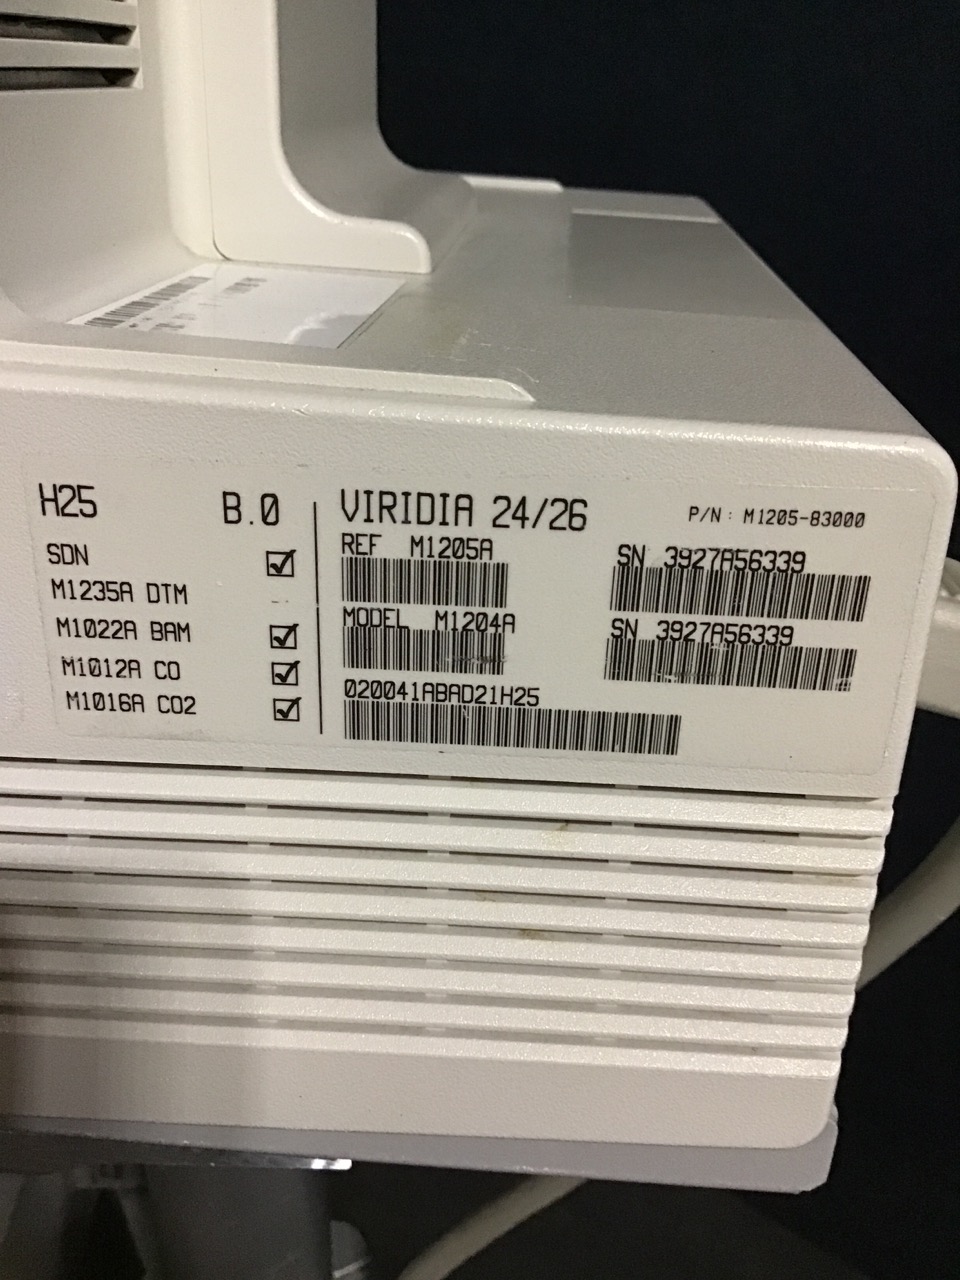 H25 B.0
SDN ☑
M1235A DTM
M1022A BAM ☑
M1012A CO ☑
M1016A CO2 ☑
VIRIDIA 24/26 P/N: M1205-83000
REF M1205A SN 3927A56339
MODEL M1204A SN 3927A56339
020041ABAD21H25